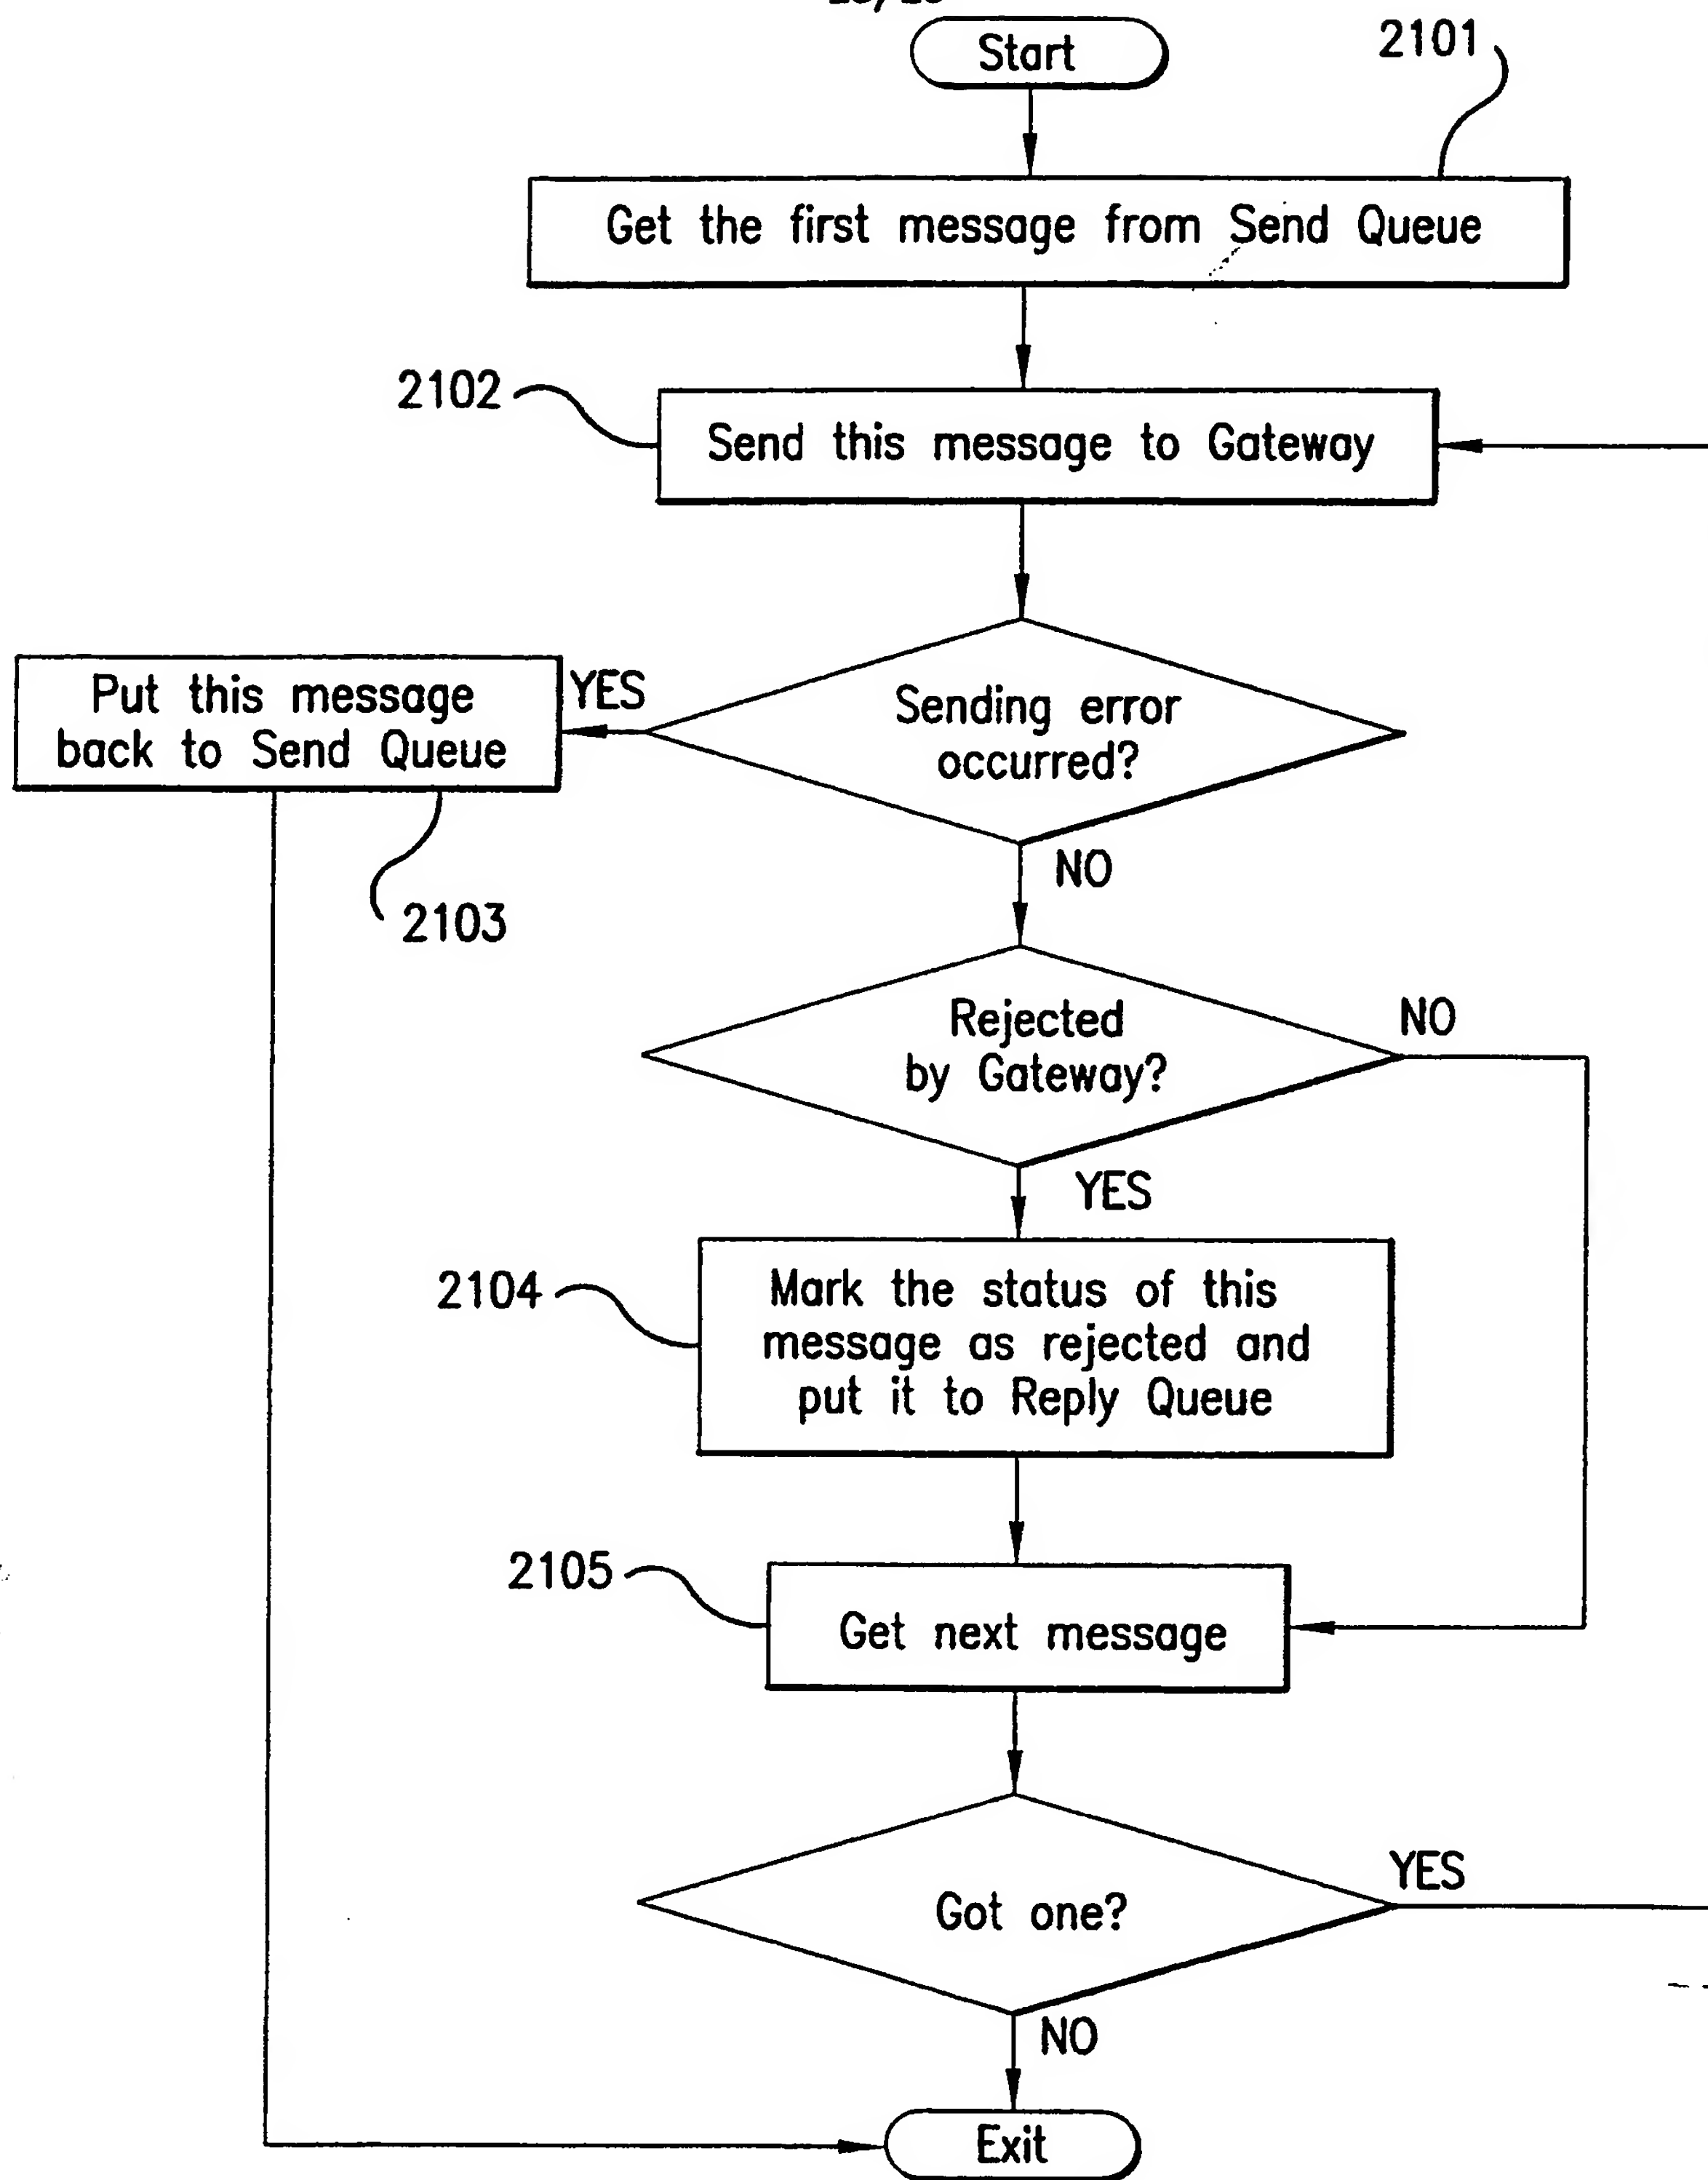 Start
2101
Get the first message from Send Queue
2102
Send this message to Gateway
Put this message
back to Send Queue
YES
Sending error
occurred?
2103
NO
Rejected
by Gateway?
NO
YES
2104
Mark the status of this
message as rejected and
put it to Reply Queue
2105
Get next message
Got one?
YES
NO
Exit